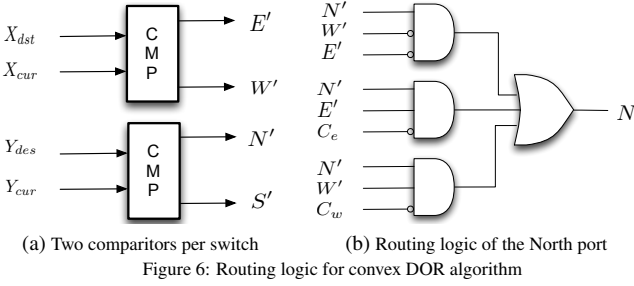 X_dst
X_cur
C
M
P
E'
W'
Y_des
Y_cur
C
M
P
N'
S'
(a) Two comparitors per switch
N'
W'
E'
N'
E'
C_e
N'
W'
C_w
N
(b) Routing logic of the North port
Figure 6: Routing logic for convex DOR algorithm